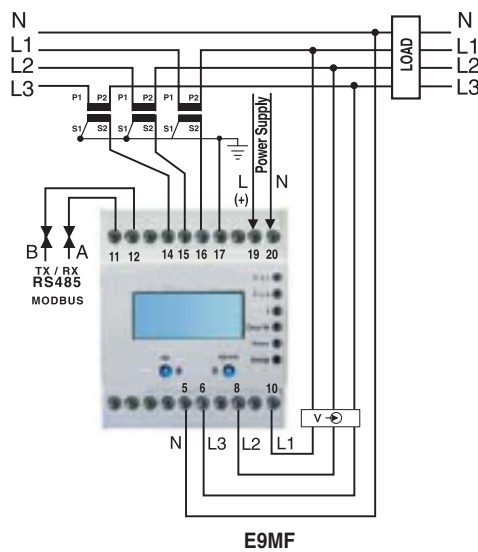 N N
L1 L1
L2 L2
L3 L3
LOAD
P1 P2 P1 P2 P1 P2
S1 S2 S1 S2 S1 S2
Power Supply
L N
(+)
B A
TX / RX
RS485
MODBUS
11 12 14 15 16 17 19 20
5 6 8 10
N L3 L2 L1
V
E9MF